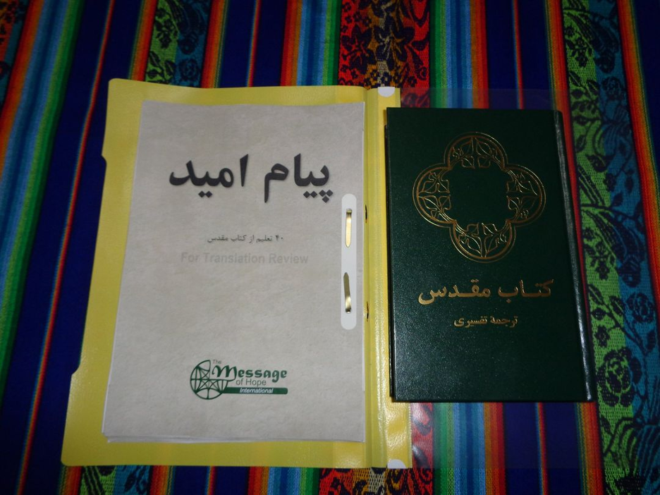 پیام امید
۴۰ تعلیم از کتاب مقدس
For Translation Review
The
Message
of Hope
International
کتاب مقدس
ترجمهٔ تفسیری